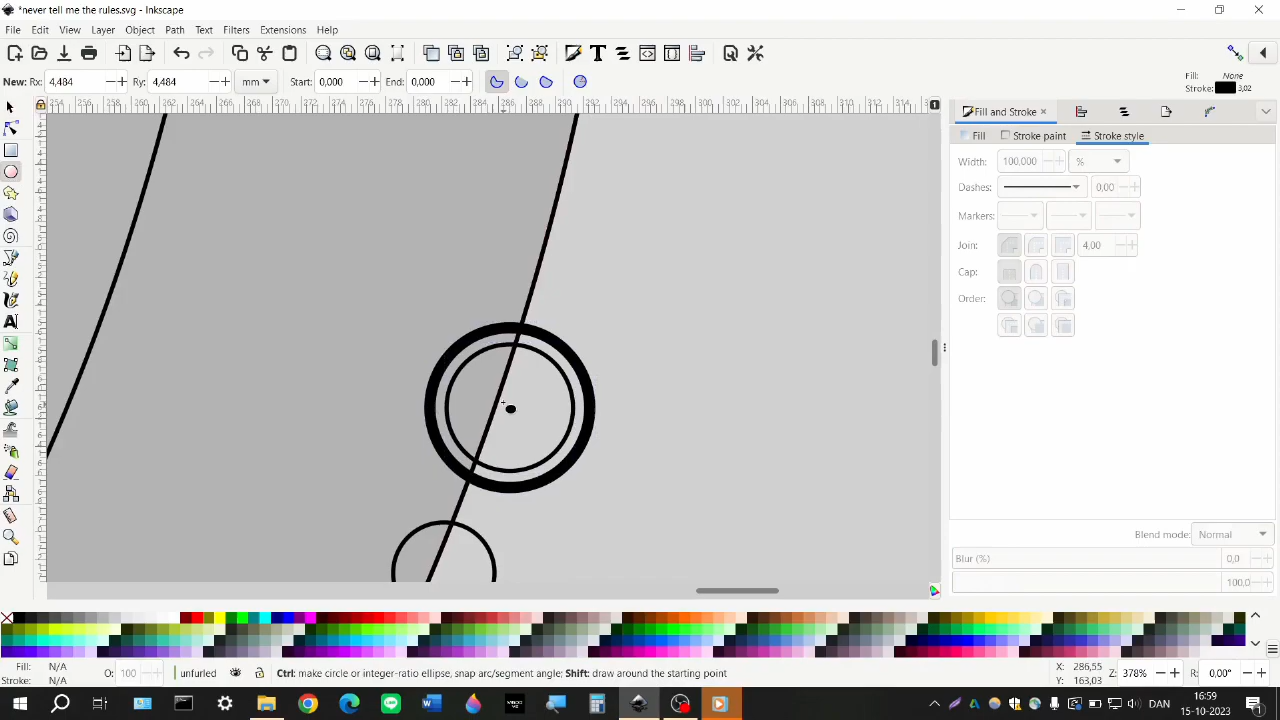 *never tell me the rules.svg - Inkscape
File Edit View Layer Object Path Text Filters Extensions Help
New: Rx: 4,484 Ry: 4,484 mm Start: 0,000 End: 0,000
Fill: None
Stroke: 3,02
Fill and Stroke
Fill Stroke paint Stroke style
Width: 100,000 %
Dashes: 0,00
Markers:
Join: 4,00
Cap:
Order:
Blend mode: Normal
Blur (%) 0,0
100,0
Fill: N/A
Stroke: N/A
O: 100 unfurled Ctrl: make circle or integer-ratio ellipse, snap arc/segment angle; Shift: draw around the starting point
X: 286,55
Y: 163,03
Z: 378% R: 0,00°
DAN 16:59
15-10-2023